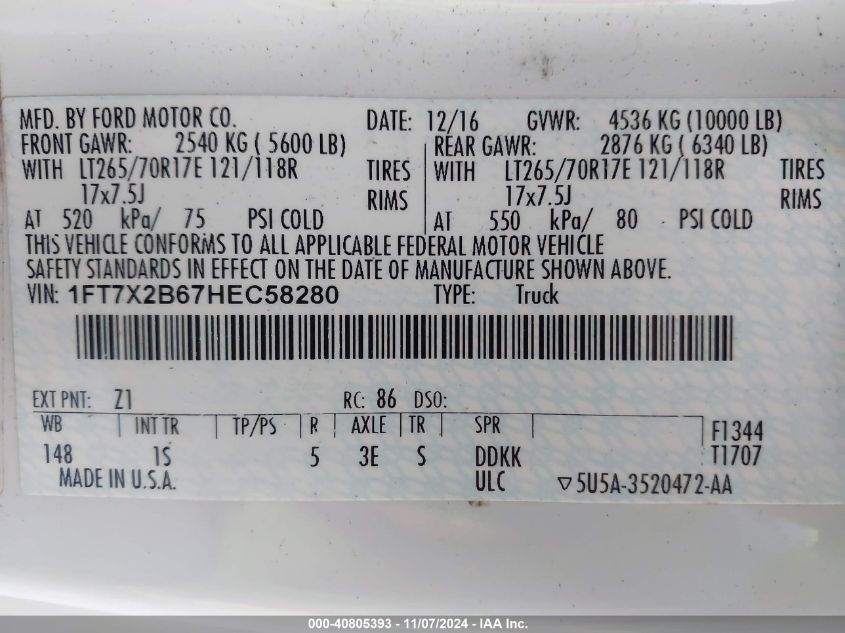 MFD. BY FORD MOTOR CO. DATE: 12/16 GVWR: 4536 KG (10000 LB)
FRONT GAWR: 2540 KG ( 5600 LB) REAR GAWR: 2876 KG ( 6340 LB)
WITH LT265/70R17E 121/118R TIRES WITH LT265/70R17E 121/118R TIRES
17x7.5J RIMS 17x7.5J RIMS
AT 520 kPa/ 75 PSI COLD AT 550 kPa/ 80 PSI COLD
THIS VEHICLE CONFORMS TO ALL APPLICABLE FEDERAL MOTOR VEHICLE
SAFETY STANDARDS IN EFFECT ON THE DATE OF MANUFACTURE SHOWN ABOVE.
VIN: 1FT7X2B67HEC58280 TYPE: Truck
EXT PNT: Z1 RC: 86 DSO:
WB INT TR TP/PS R AXLE TR SPR F1344
148 1S 5 3E S DDKK T1707
MADE IN U.S.A. ULC ▽5U5A-3520472-AA
000-40805393 - 11/07/2024 - IAA Inc.